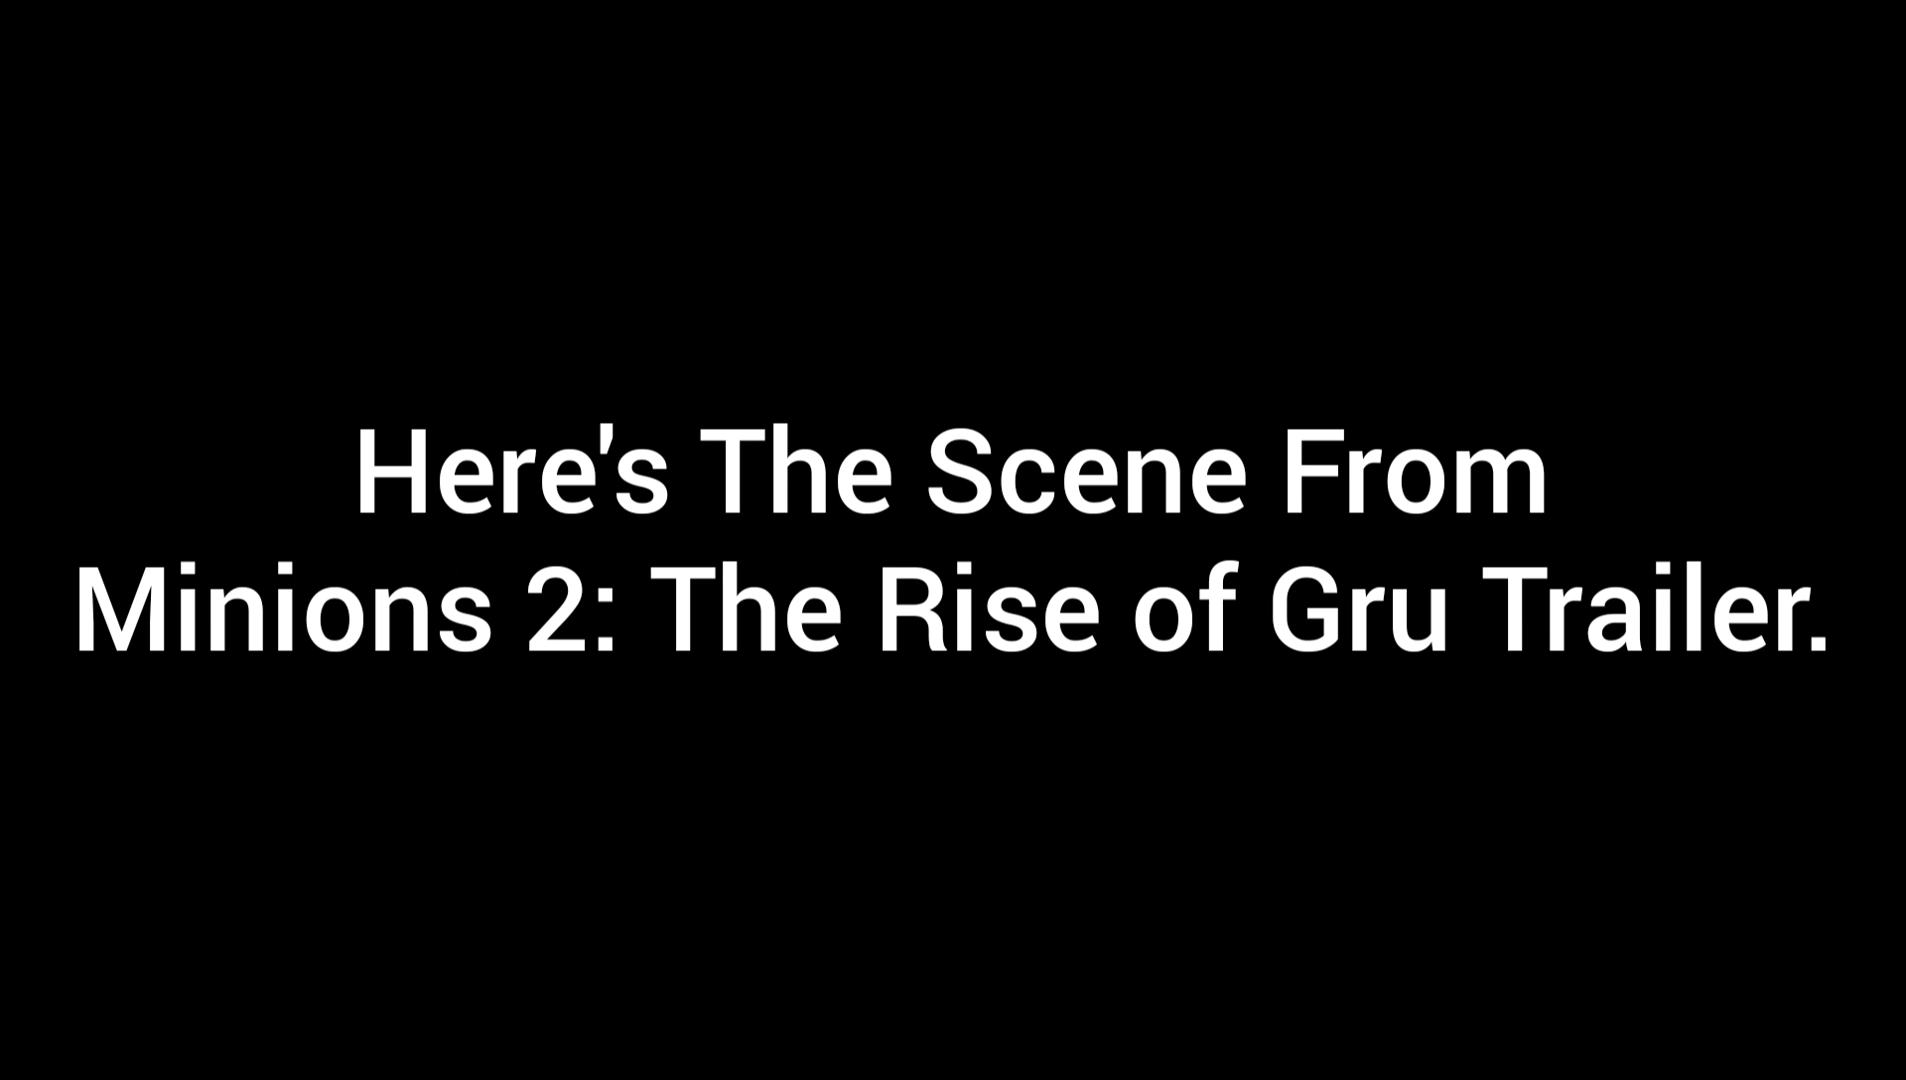 Here's The Scene From
Minions 2: The Rise of Gru Trailer.